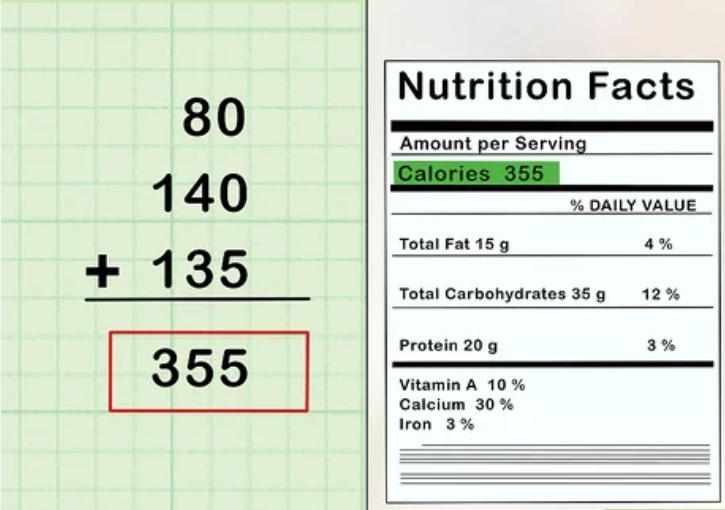 80
140
+ 135
355
Nutrition Facts
Amount per Serving
Calories 355
% DAILY VALUE
Total Fat 15 g 4 %
Total Carbohydrates 35 g 12 %
Protein 20 g 3 %
Vitamin A 10 %
Calcium 30 %
Iron 3 %